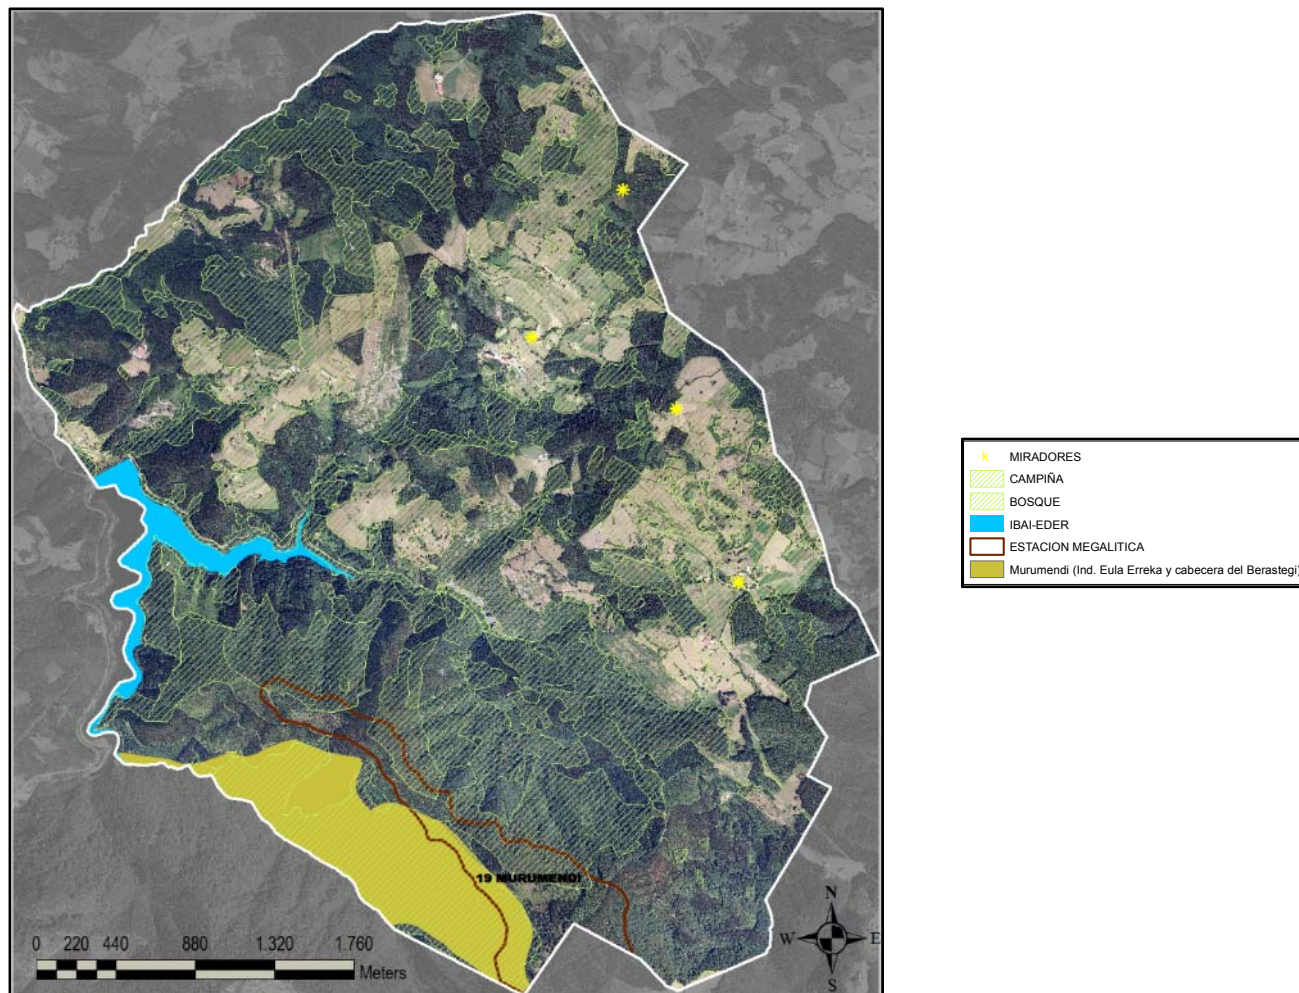 k MIRADORES
CAMPIÑA
BOSQUE
IBAI-EDER
ESTACION MEGALITICA
Murumendi (Ind. Eula Erreka y cabecera del Berastegi)
19 MURUMENDI
N
W E
S
0 220 440 880 1.320 1.760
Meters